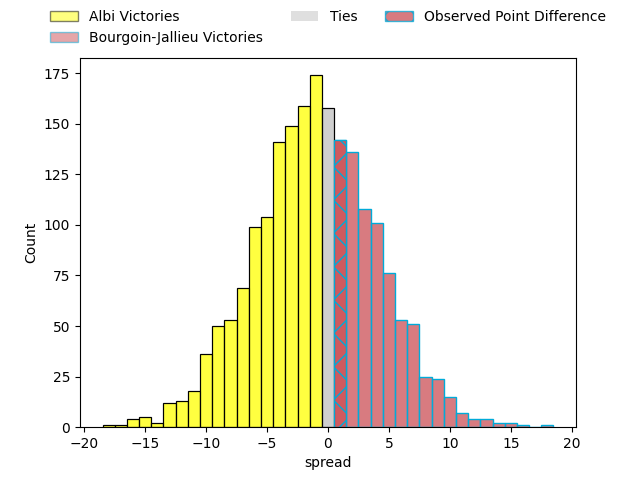 Albi Victories
Bourgoin-Jallieu Victories
Ties
Observed Point Difference
175
150
125
100
75
50
25
0
Count
−20 −15 −10 −5 0 5 10 15 20
spread